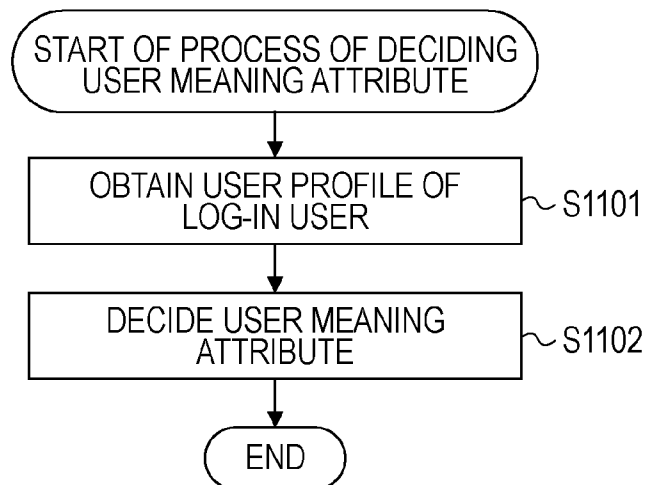 START OF PROCESS OF DECIDING
USER MEANING ATTRIBUTE
OBTAIN USER PROFILE OF
LOG-IN USER
S1101
DECIDE USER MEANING
ATTRIBUTE
S1102
END